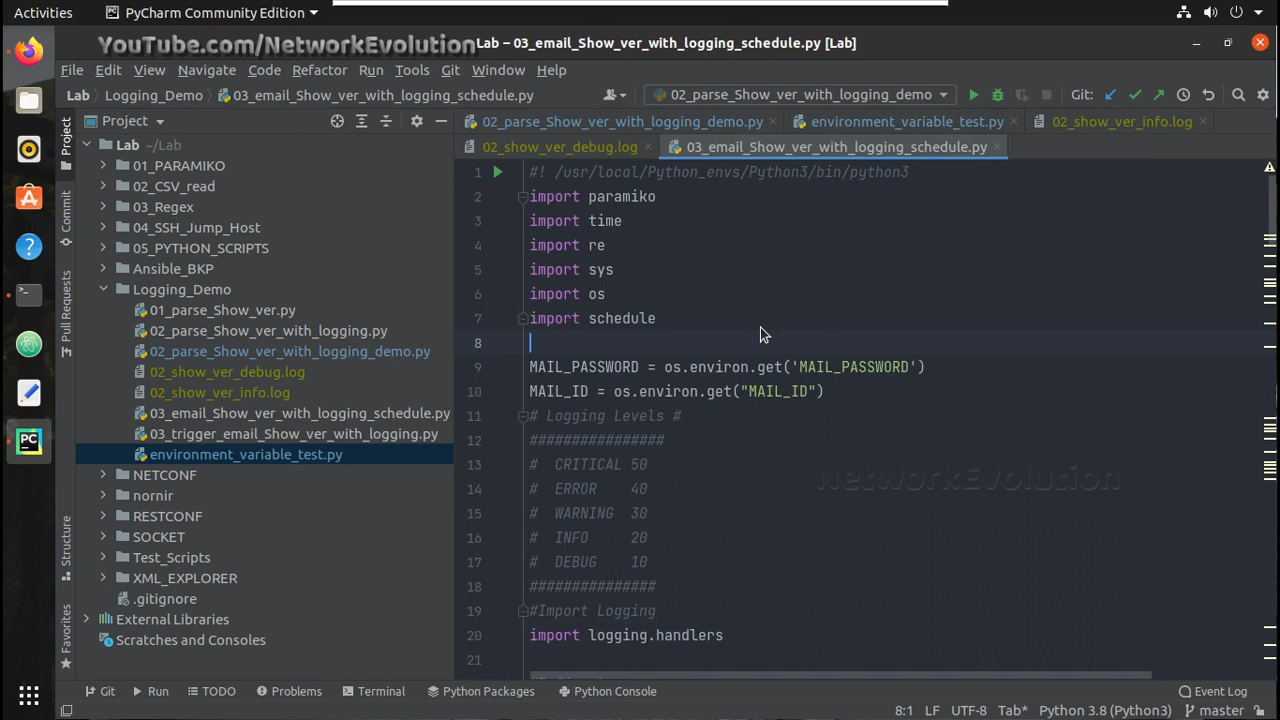 Activities
PyCharm Community Edition
YouTube.com/NetworkEvolution
Lab – 03_email_Show_ver_with_logging_schedule.py [Lab]
File Edit View Navigate Code Refactor Run Tools Git Window Help
Lab Logging_Demo 03_email_Show_ver_with_logging_schedule.py
02_parse_Show_ver_with_logging_demo
Git:
Project
02_parse_Show_ver_with_logging_demo.py
environment_variable_test.py
02_show_ver_info.log
02_show_ver_debug.log
03_email_Show_ver_with_logging_schedule.py
Project
Commit
Pull Requests
Structure
Favorites
Lab ~/Lab
01_PARAMIKO
02_CSV_read
03_Regex
04_SSH_Jump_Host
05_PYTHON_SCRIPTS
Ansible_BKP
Logging_Demo
01_parse_Show_ver.py
02_parse_Show_ver_with_logging.py
02_parse_Show_ver_with_logging_demo.py
02_show_ver_debug.log
02_show_ver_info.log
03_email_Show_ver_with_logging_schedule.py
03_trigger_email_Show_ver_with_logging.py
environment_variable_test.py
NETCONF
nornir
RESTCONF
SOCKET
Test_Scripts
XML_EXPLORER
.gitignore
External Libraries
Scratches and Consoles
1 #! /usr/local/Python_envs/Python3/bin/python3
2 import paramiko
3 import time
4 import re
5 import sys
6 import os
7 import schedule
8
9 MAIL_PASSWORD = os.environ.get('MAIL_PASSWORD')
10 MAIL_ID = os.environ.get("MAIL_ID")
11 # Logging Levels #
12 ################
13 # CRITICAL 50
14 # ERROR 40
15 # WARNING 30
16 # INFO 20
17 # DEBUG 10
18 ###############
19 #Import Logging
20 import logging.handlers
21
NetworkEvolution
Git Run TODO Problems Terminal Python Packages Python Console Event Log
8:1 LF UTF-8 Tab* Python 3.8 (Python3) master